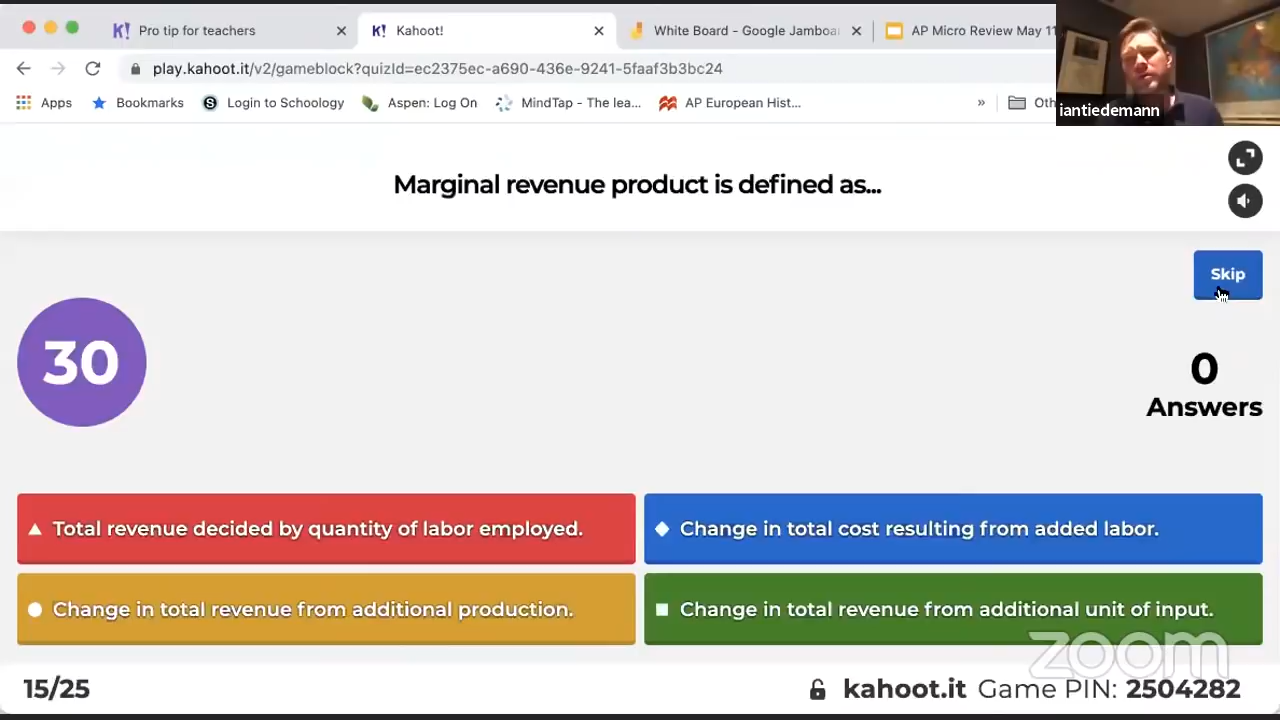 K! Pro tip for teachers
K! Kahoot!
White Board - Google Jamboa
AP Micro Review May 11
play.kahoot.it/v2/gameblock?quizId=ec2375ec-a690-436e-9241-5faaf3b3bc24
Apps
Bookmarks
Login to Schoology
Aspen: Log On
MindTap - The lea...
AP European Hist...
»
Oth
iantiedemann
Marginal revenue product is defined as...
Skip
30
0
Answers
Total revenue decided by quantity of labor employed.
Change in total cost resulting from added labor.
Change in total revenue from additional production.
Change in total revenue from additional unit of input.
zoom
15/25
kahoot.it Game PIN: 2504282